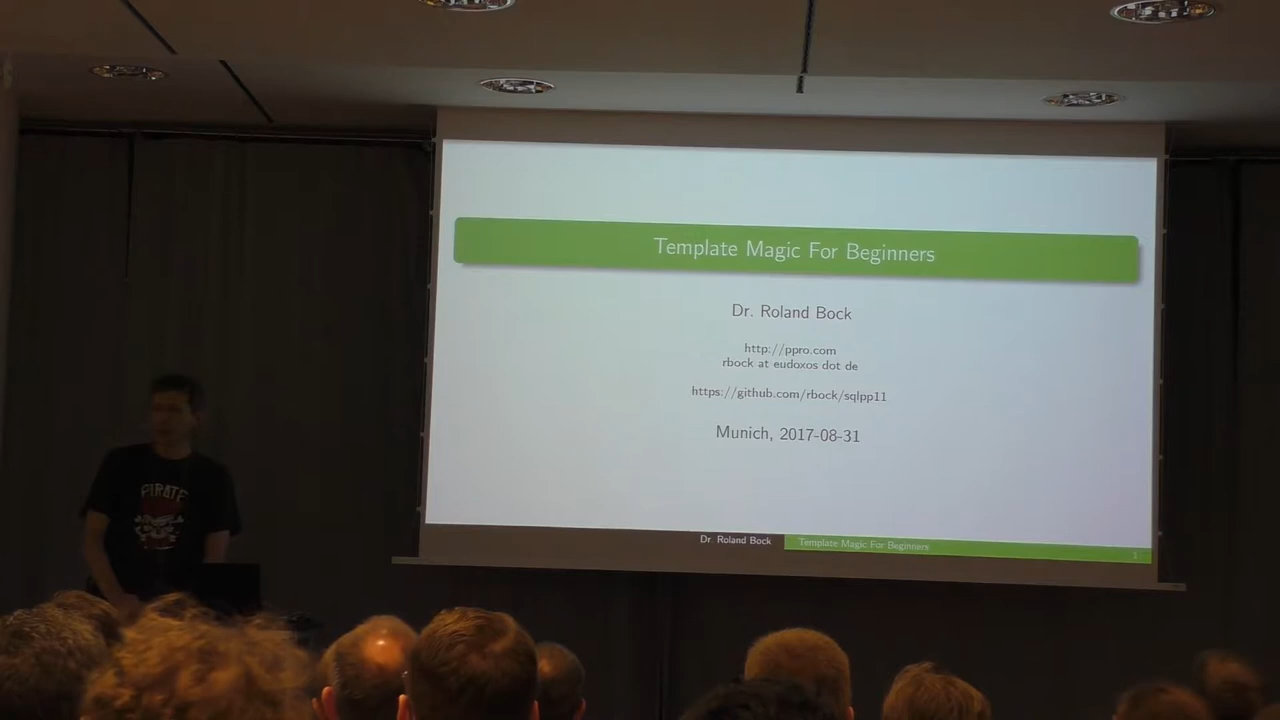 Template Magic For Beginners
Dr. Roland Bock
http://ppro.com
rbock at eudoxos dot de
https://github.com/rbock/sqlpp11
Munich, 2017-08-31
Dr. Roland Bock
Template Magic For Beginners
1
PIRATE